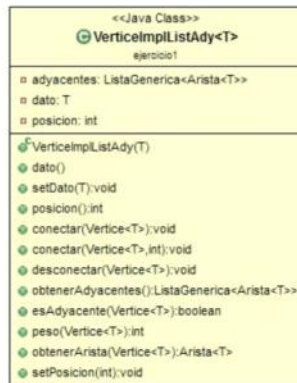 <<Java Class>>
VerticeImplListAdy<T>
ejercicio1
adyacentes: ListaGenerica<Arista<T>>
dato: T
posicion: int
VerticeImplListAdy(T)
dato()
setDato(T):void
posicion():int
conectar(Vertice<T>):void
conectar(Vertice<T>,int):void
desconectar(Vertice<T>):void
obtenerAdyacentes():ListaGenerica<Arista<T>>
esAdyacente(Vertice<T>):boolean
peso(Vertice<T>):int
obtenerArista(Vertice<T>):Arista<T>
setPosicion(int):void